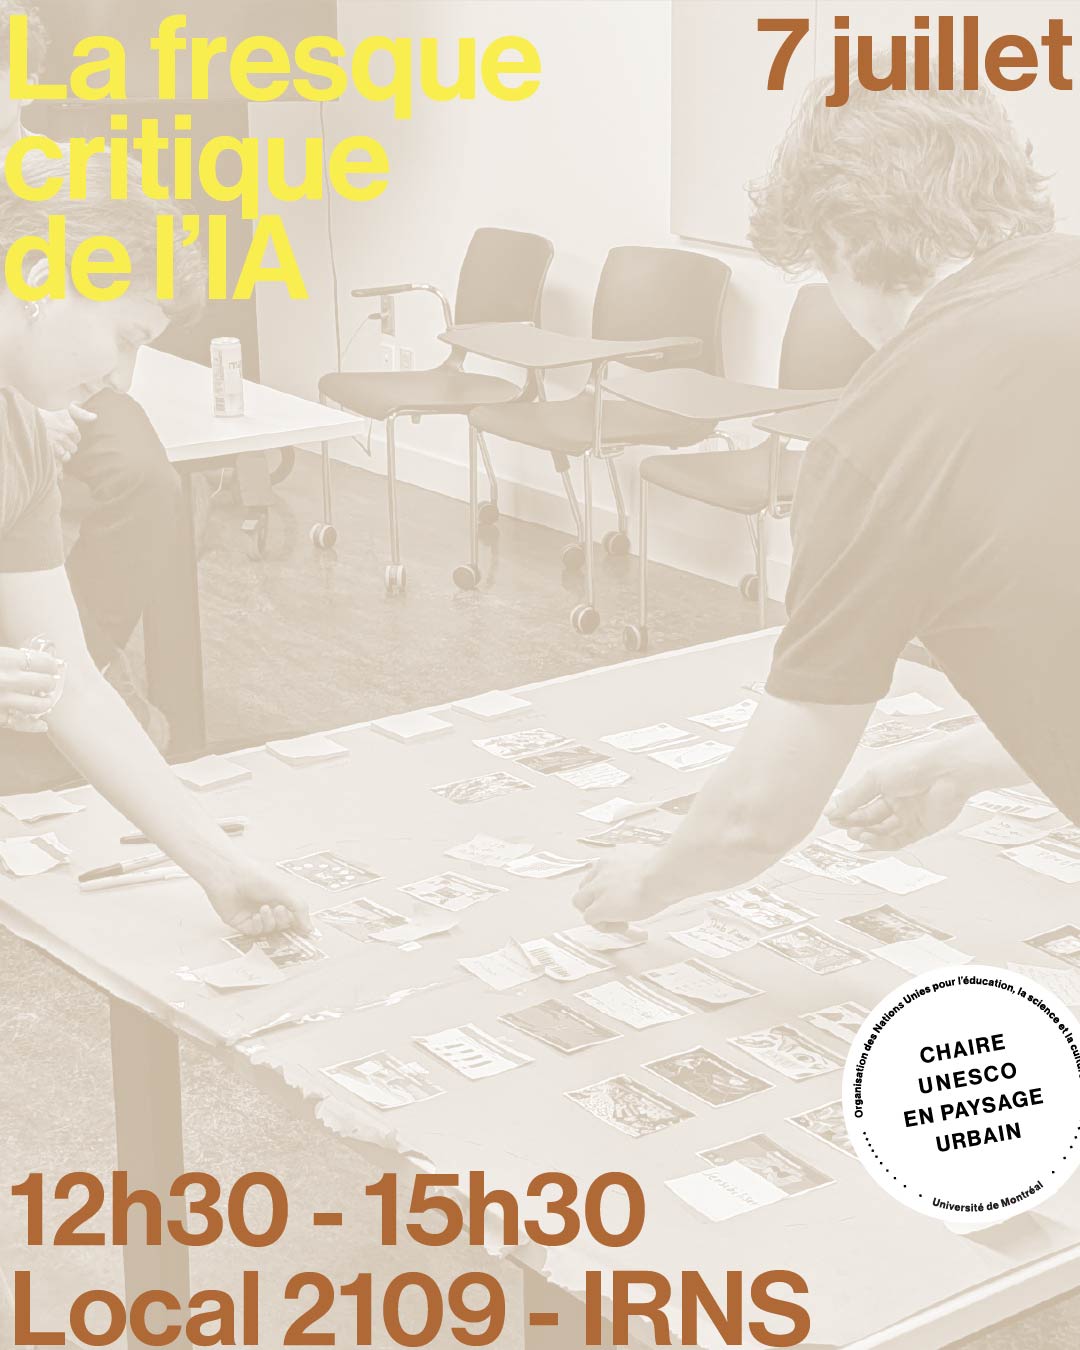 La fresque
critique
de l’IA
7 juillet
Organisation des Nations Unies pour l’éducation, la science et la culture
CHAIRE
UNESCO
EN PAYSAGE
URBAIN
Université de Montréal
12h30 - 15h30
Local 2109 - IRNS